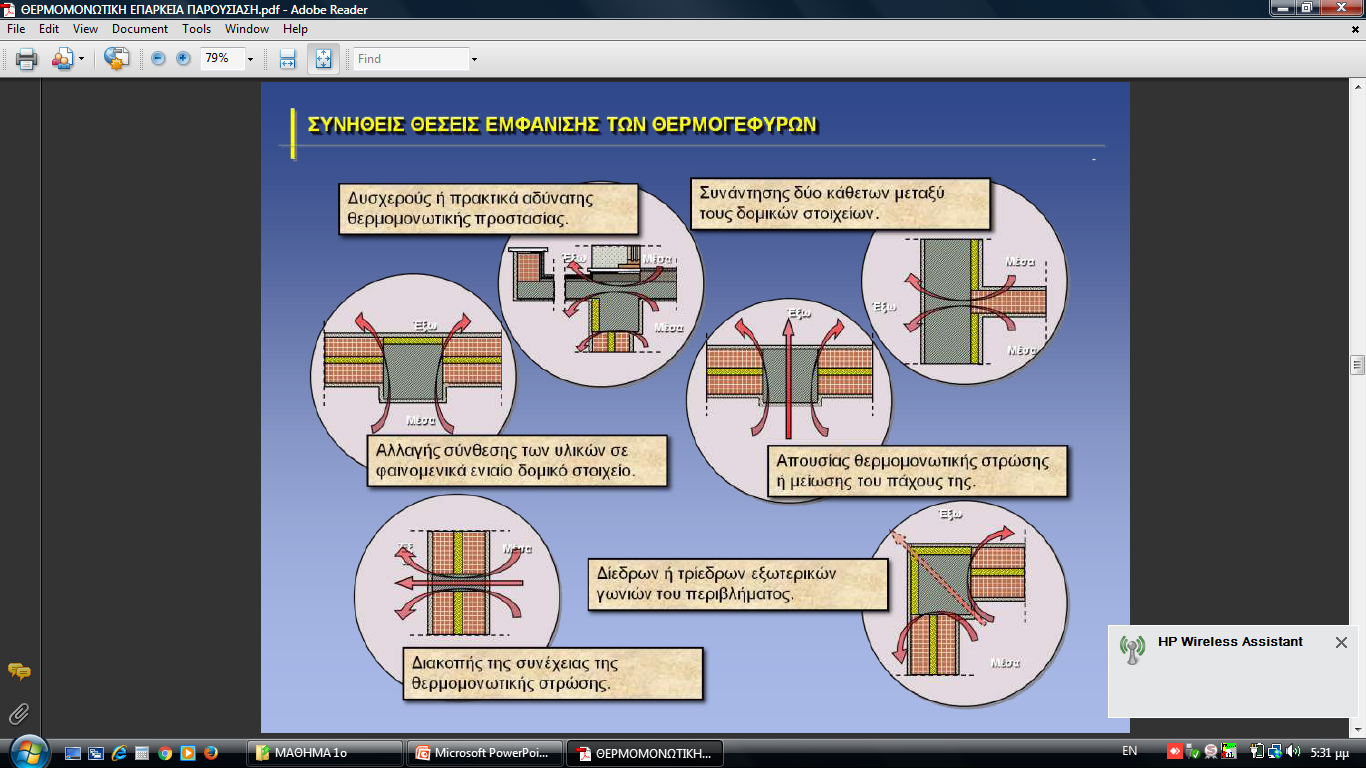 ΘΕΡΜΟΜΟΝΩΤΙΚΗ ΕΠΑΡΚΕΙΑ ΠΑΡΟΥΣΙΑΣΗ.pdf - Adobe Reader
File Edit View Document Tools Window Help
79%
Find
ΣΥΝΗΘΕΙΣ ΘΕΣΕΙΣ ΕΜΦΑΝΙΣΗΣ ΤΩΝ ΘΕΡΜΟΓΕΦΥΡΩΝ
Δυσχερούς ή πρακτικά αδύνατης
θερμομονωτικής προστασίας.
Έξω Μέσα
Μέσα
Συνάντησης δύο κάθετων μεταξύ
τους δομικών στοιχείων.
Μέσα
Έξω
Μέσα
Έξω
Μέσα
Αλλαγής σύνθεσης των υλικών σε
φαινομενικά ενιαίο δομικό στοιχείο.
Έξω
Απουσίας θερμομονωτικής στρώσης
ή μείωσης του πάχους της.
Έξω Μέσα
Διακοπής της συνέχειας της
θερμομονωτικής στρώσης.
Δίεδρων ή τρίεδρων εξωτερικών
γωνιών του περιβλήματος.
Έξω
Μέσα
HP Wireless Assistant
ΜΑΘΗΜΑ 1ο
Microsoft PowerPoi...
ΘΕΡΜΟΜΟΝΩΤΙΚΗ...
EN
5:31 μμ